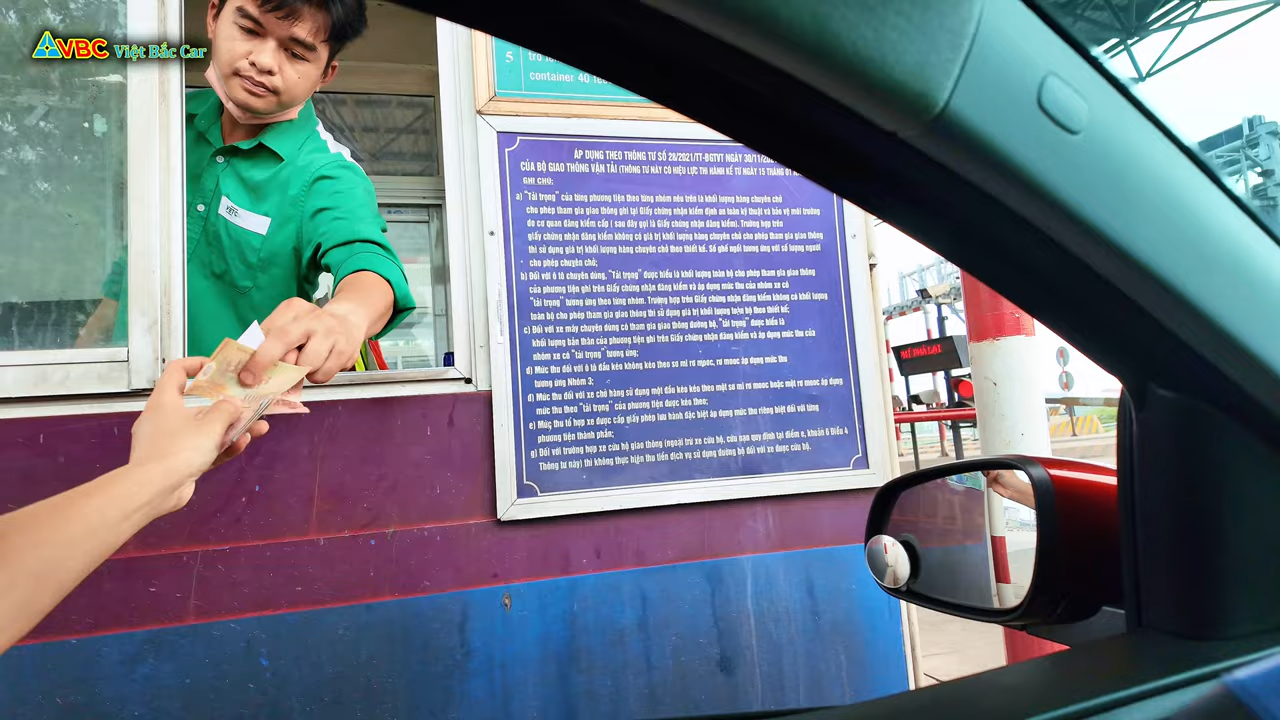 VBC Việt Bắc Car
5
container 40 fee
VETC
ÁP DỤNG THEO THÔNG TƯ SỐ 28/2021/TT-BGTVT NGÀY 30/11/202
CỦA BỘ GIAO THÔNG VẬN TẢI (THÔNG TƯ NÀY CÓ HIỆU LỰC THI HÀNH KỂ TỪ NGÀY 15 THÁNG 01
GHI CHÚ:
a) "Tải trọng" của từng phương tiện theo từng nhóm nêu trên là khối lượng hàng chuyên chở
cho phép tham gia giao thông ghi tại Giấy chứng nhận kiểm định an toàn kỹ thuật và bảo vệ môi trường
do cơ quan đăng kiểm cấp ( sau đây gọi là Giấy chứng nhận đăng kiểm). Trường hợp trên
giấy chứng nhận đăng kiểm không có giá trị khối lượng hàng chuyên chở cho phép tham gia giao thông
thì sử dụng giá trị khối lượng hàng chuyên chở theo thiết kế. Số ghế ngồi tương ứng với số lượng người
cho phép chuyên chở;
b) Đối với ô tô chuyên dùng, "Tải trọng" được hiểu là khối lượng toàn bộ cho phép tham gia giao thông
của phương tiện ghi trên Giấy chứng nhận đăng kiểm và áp dụng mức thu của nhóm xe có
"tải trọng" tương ứng theo từng nhóm. Trường hợp trên Giấy chứng nhận đăng kiểm không có khối lượng
toàn bộ cho phép tham gia giao thông thì sử dụng giá trị khối lượng toàn bộ theo thiết kế;
c) Đối với xe máy chuyên dùng có tham gia giao thông đường bộ, "tải trọng" được hiểu là
khối lượng bản thân của phương tiện ghi trên Giấy chứng nhận đăng kiểm và áp dụng mức thu của
nhóm xe có "tải trọng" tương ứng;
d) Mức thu đối với ô tô đầu kéo không kéo theo sơ mi rơ mooc, rơ mooc áp dụng mức thu
tương ứng Nhóm 3;
đ) Mức thu đối với xe chở hàng sử dụng một đầu kéo kéo theo một sơ mi rơ mooc hoặc một rơ mooc áp dụng
mức thu theo "tải trọng" của phương tiện được kéo theo;
e) Mức thu tổ hợp xe được cấp giấy phép lưu hành đặc biệt áp dụng mức thu riêng biệt đối với từng
phương tiện thành phần;
g) Đối với trường hợp xe cứu hộ giao thông (ngoại trừ xe cứu hộ, cứu nạn quy định tại điểm e, khoản 6 Điều 4
Thông tư này) thì không thực hiện thu tiền dịch vụ sử dụng đường bộ đối với xe được cứu hộ.